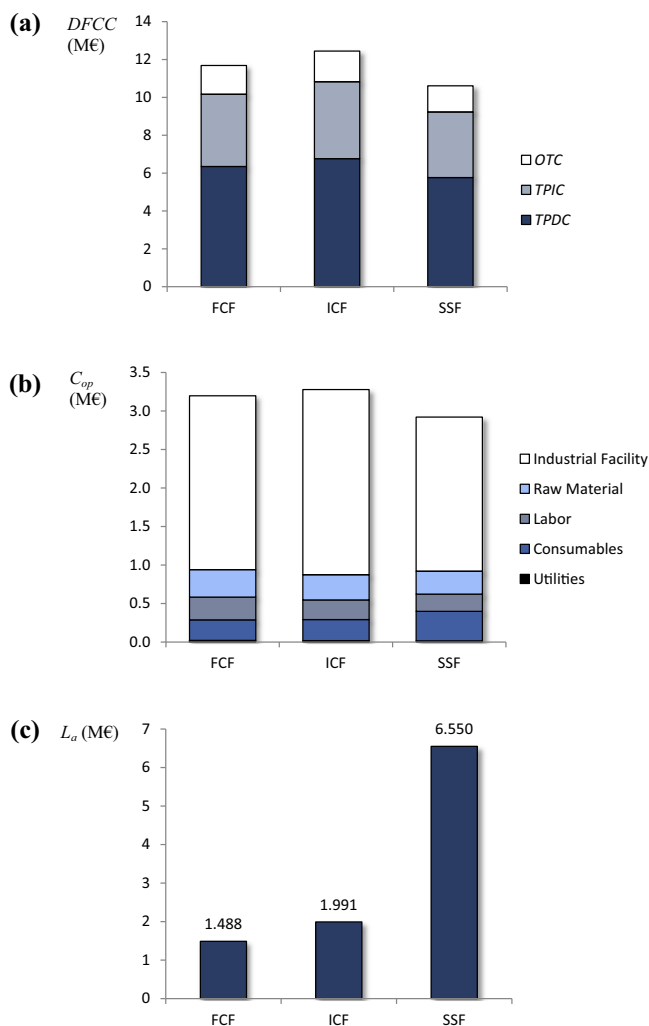 (a)
DFCC
(M€)
14
12
10
8
6
4
2
0
FCF
ICF
SSF
OTC
TPIC
TPDC
(b)
C_op
(M€)
3.5
3.0
2.5
2.0
1.5
1.0
0.5
0.0
FCF
ICF
SSF
Industrial Facility
Raw Material
Labor
Consumables
Utilities
(c)
L_a (M€)
7
6
5
4
3
2
1
0
1.488
1.991
6.550
FCF
ICF
SSF